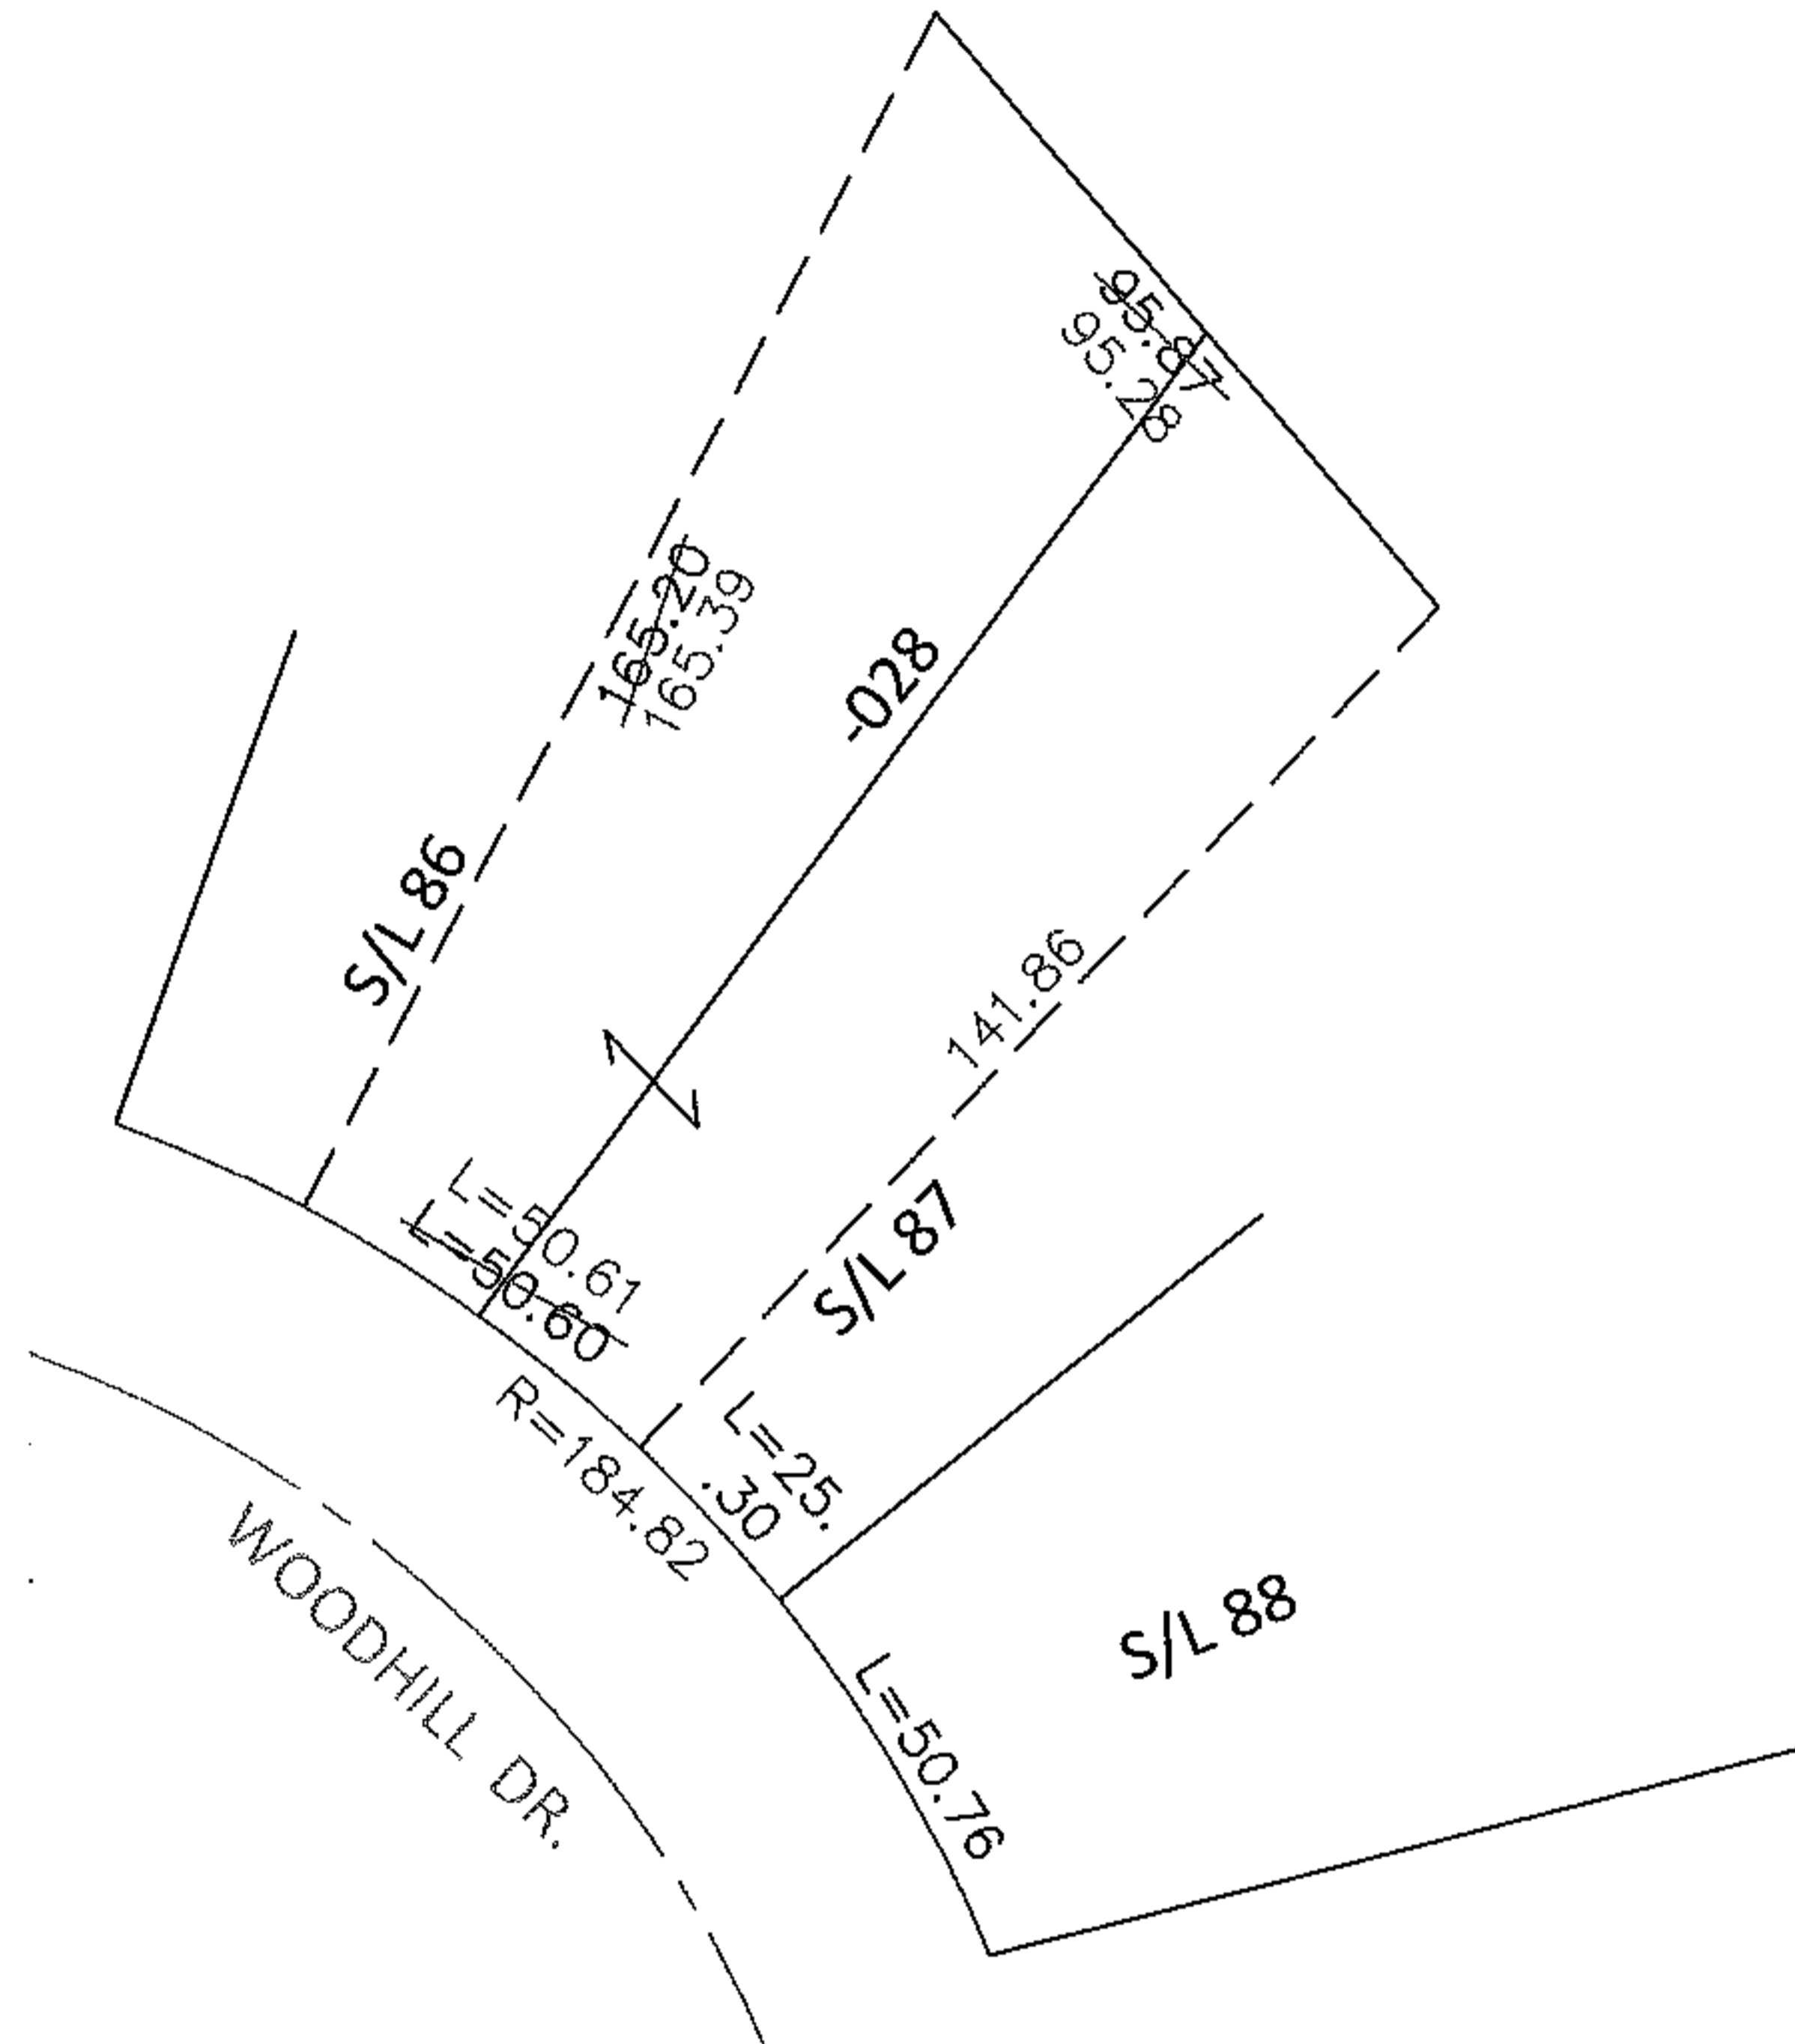 95.87
95.28
165.20
165.39
-028
S/L 86
141.86
L=50.61
L=50.60
S/L 87
R=184.82
L=25.
.30
WOODHILL DR.
S/L 88
L=50.76